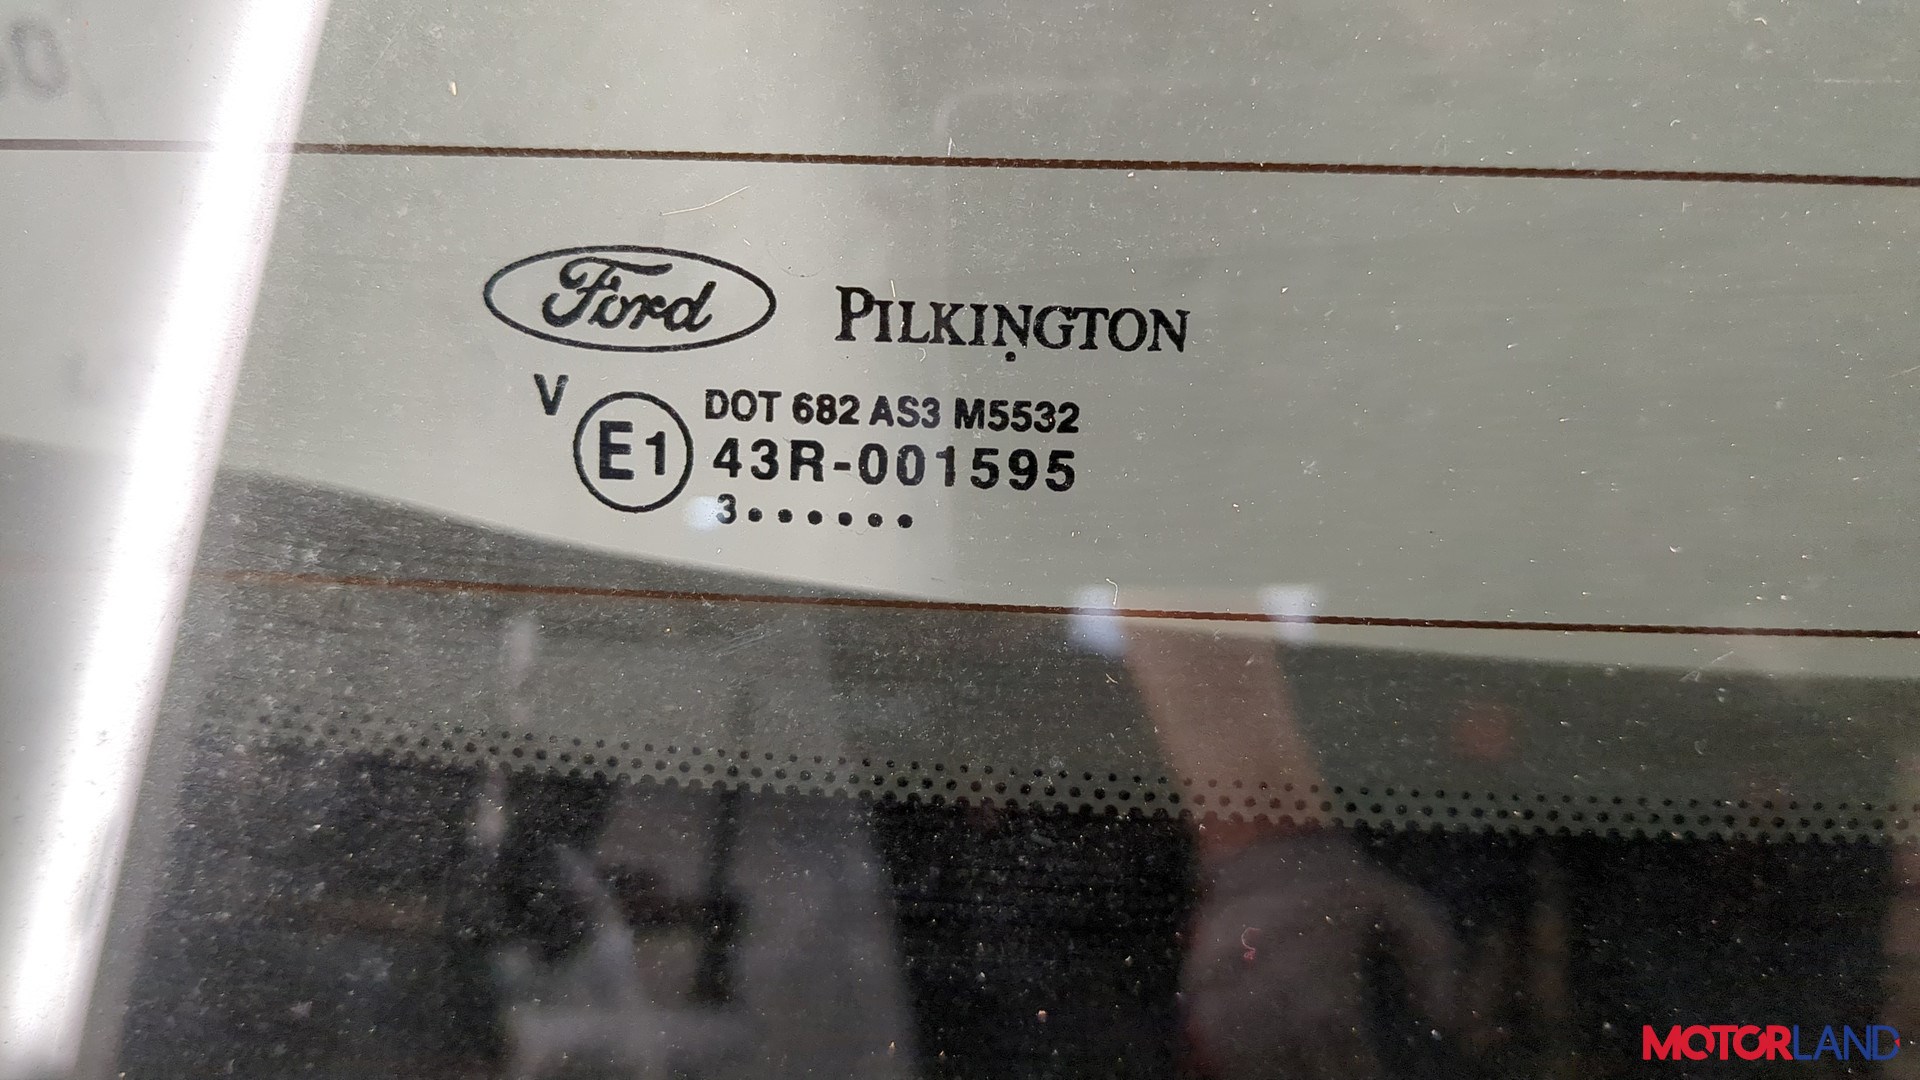 Ford PILKINGTON
V
DOT 682 AS3 M5532
E1 43R-001595
3••••••
MOTORLAND